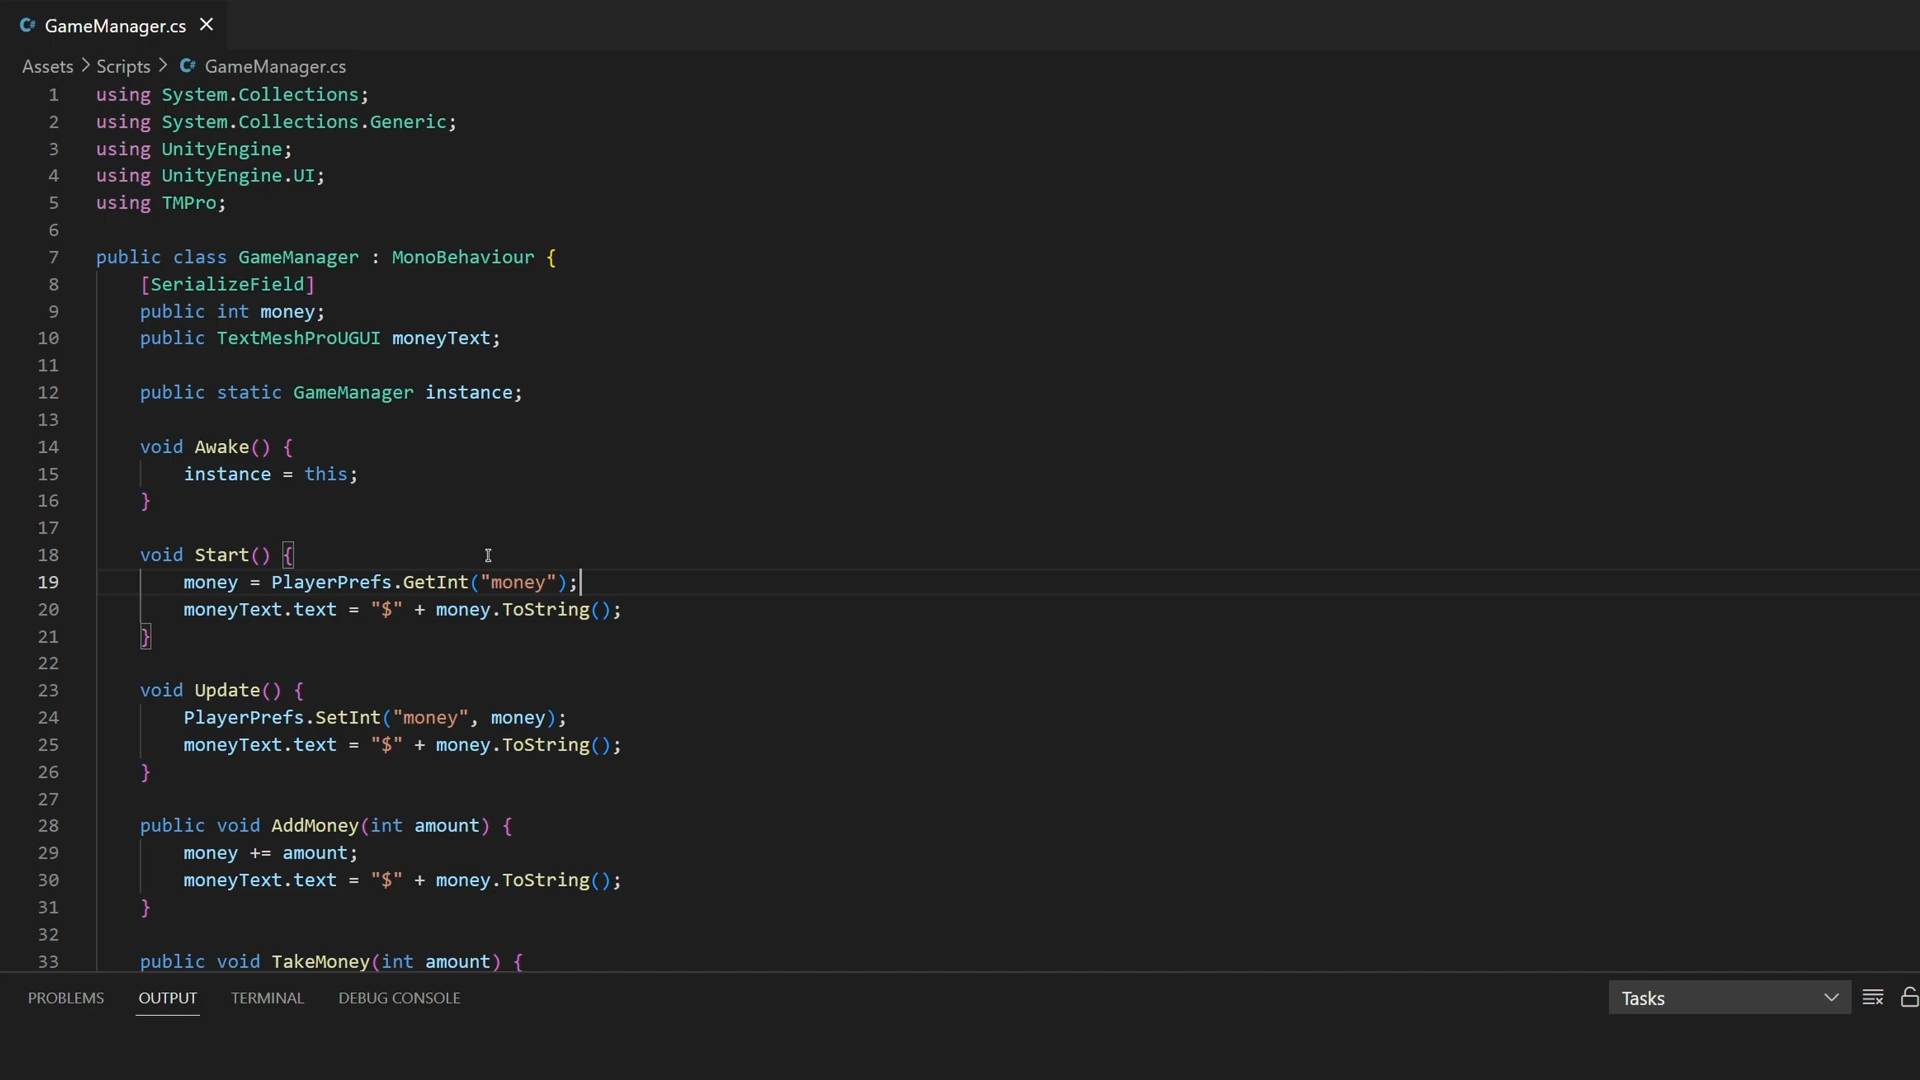 GameManager.cs
Assets > Scripts > GameManager.cs
1 using System.Collections;
2 using System.Collections.Generic;
3 using UnityEngine;
4 using UnityEngine.UI;
5 using TMPro;
6
7 public class GameManager : MonoBehaviour {
8 [SerializeField]
9 public int money;
10 public TextMeshProUGUI moneyText;
11
12 public static GameManager instance;
13
14 void Awake() {
15 instance = this;
16 }
17
18 void Start() {
19 money = PlayerPrefs.GetInt("money");
20 moneyText.text = "$" + money.ToString();
21 }
22
23 void Update() {
24 PlayerPrefs.SetInt("money", money);
25 moneyText.text = "$" + money.ToString();
26 }
27
28 public void AddMoney(int amount) {
29 money += amount;
30 moneyText.text = "$" + money.ToString();
31 }
32
33 public void TakeMoney(int amount) {
PROBLEMS OUTPUT TERMINAL DEBUG CONSOLE Tasks